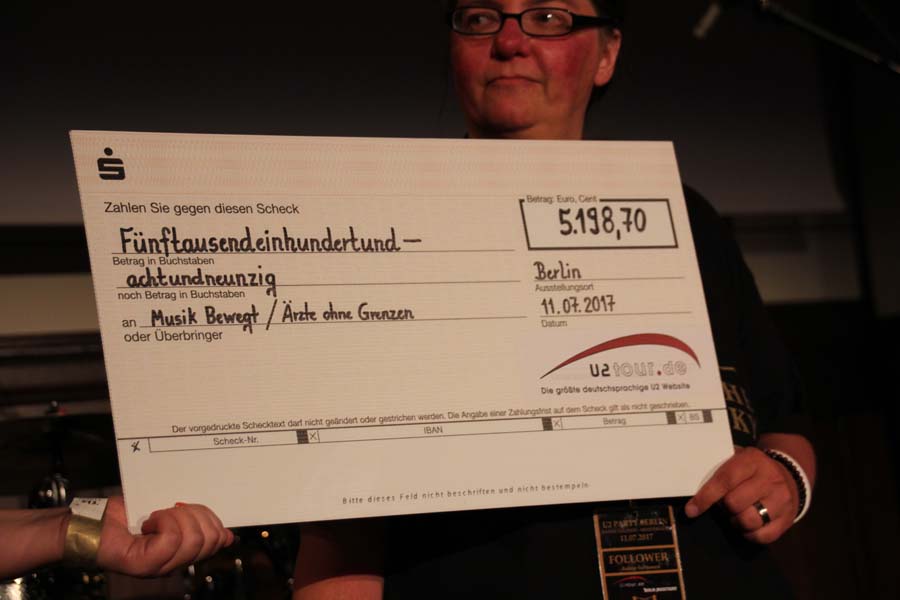 Zahlen Sie gegen diesen Scheck
Betrag: Euro, Cent
5.198,70
Fünftausendeinhundertund—
Betrag in Buchstaben
achtundneunzig
noch Betrag in Buchstaben
Berlin
Ausstellungsort
an Musik Bewegt / Ärzte ohne Grenzen
oder Überbringer
11.07.2017
Datum
u2tour.de
Die größte deutschsprachige U2 Website
Der vorgedruckte Schecktext darf nicht geändert oder gestrichen werden. Die Angabe einer Zahlungsfrist auf dem Scheck gilt als nicht geschrieben.
Scheck-Nr. X IBAN X Betrag X BS
Bitte dieses Feld nicht beschriften und nicht bestempeln
U2 PARTY BERLIN
11.07.2017
FOLLOWER